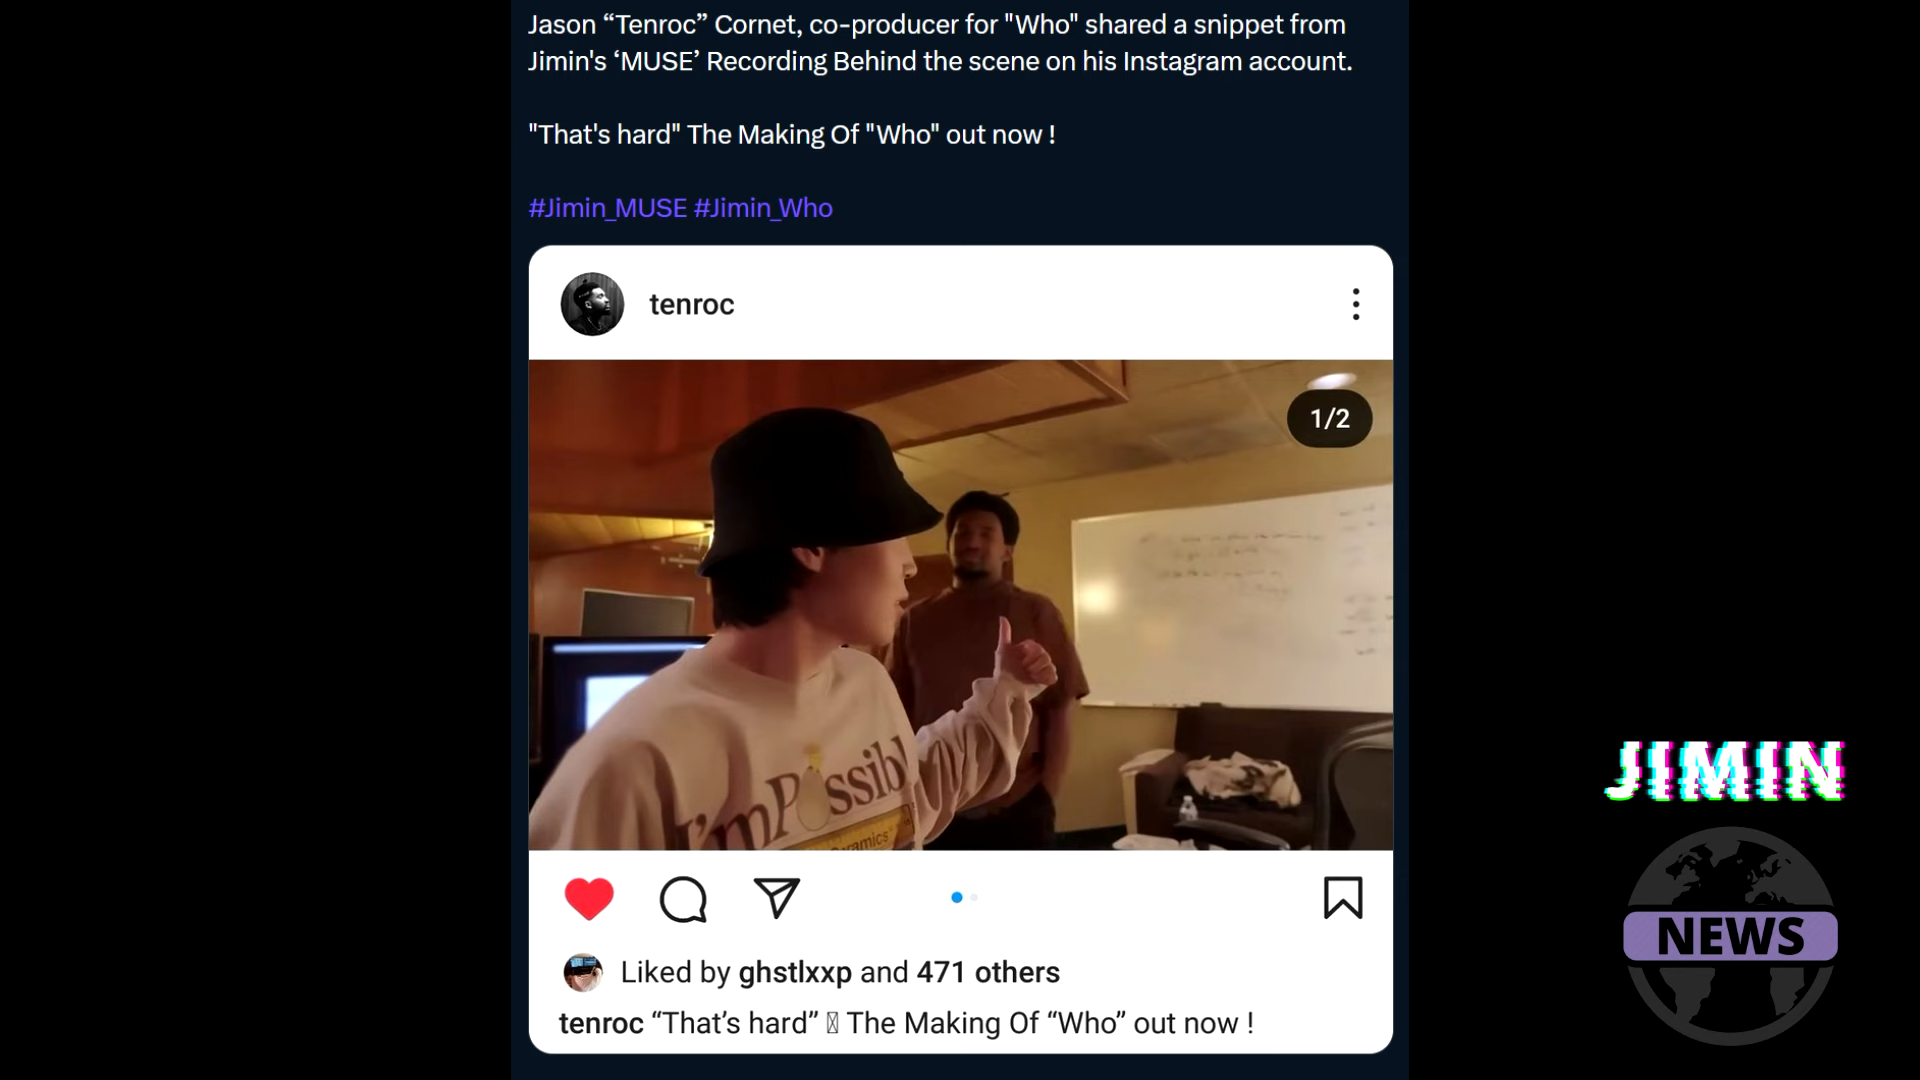 Jason “Tenroc” Cornet, co-producer for "Who" shared a snippet from
Jimin's ‘MUSE’ Recording Behind the scene on his Instagram account.
"That's hard" The Making Of "Who" out now !
#Jimin_MUSE #Jimin_Who
tenroc
1/2
I'mPossibl
Liked by ghstlxxp and 471 others
tenroc “That’s hard” The Making Of “Who” out now !
JIMIN
NEWS